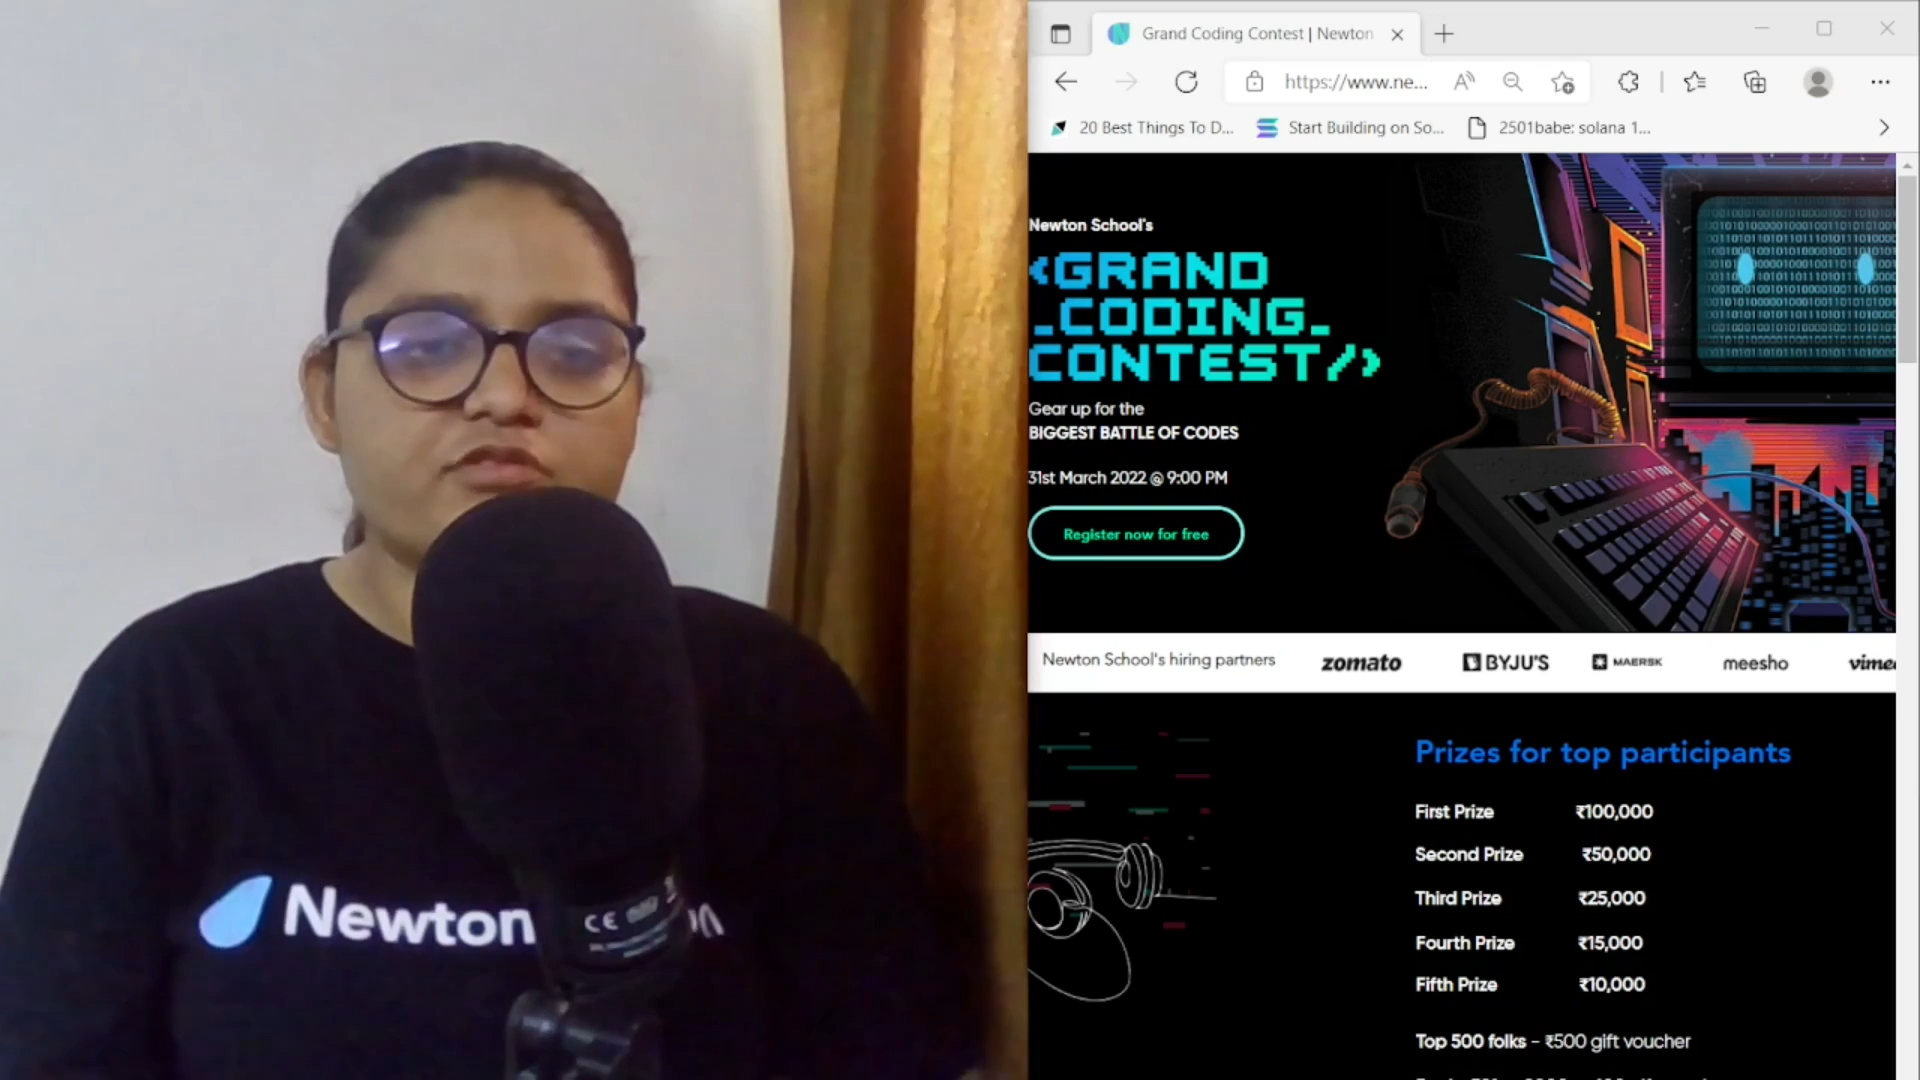 Newton
CE
Grand Coding Contest | Newton
https://www.ne...
20 Best Things To D...
Start Building on So...
2501babe: solana 1...
Newton School's
<GRAND
_CODING_
CONTEST/>
Gear up for the
BIGGEST BATTLE OF CODES
31st March 2022 @ 9:00 PM
Register now for free
Newton School's hiring partners
zomato
BYJU'S
MAERSK
meesho
Prizes for top participants
First Prize ₹100,000
Second Prize ₹50,000
Third Prize ₹25,000
Fourth Prize ₹15,000
Fifth Prize ₹10,000
Top 500 folks - ₹500 gift voucher